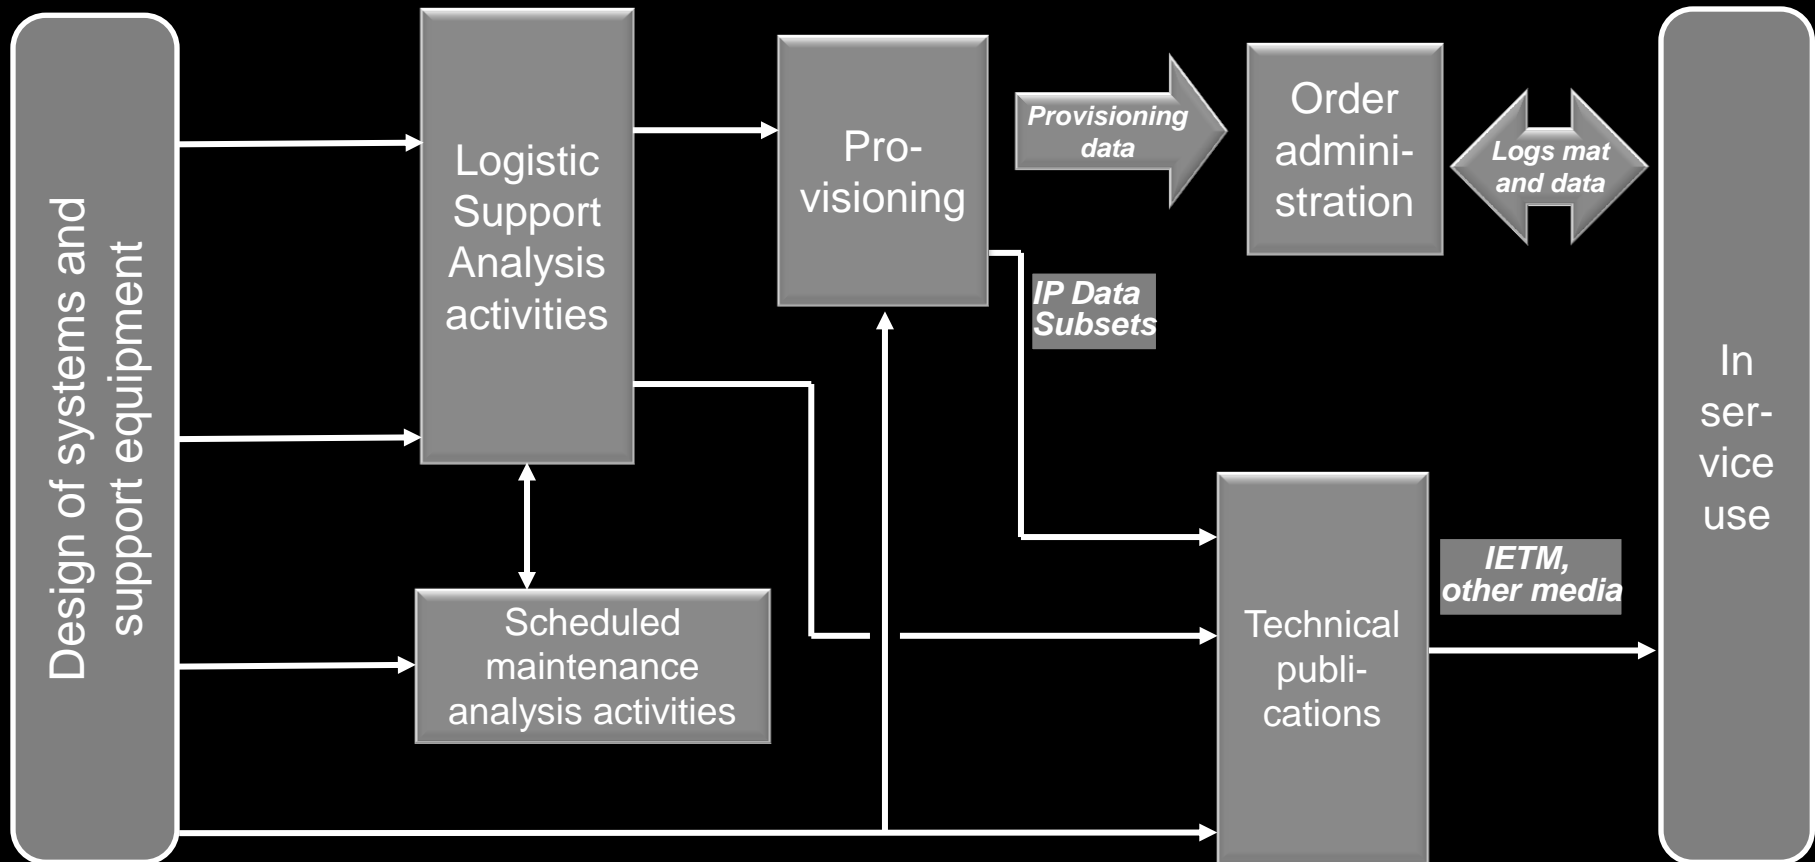 Design of systems and
support equipment
Logistic
Support
Analysis
activities
Scheduled
maintenance
analysis activities
Pro-
visioning
Provisioning
data
IP Data
Subsets
Order
admini-
stration
Logs mat
and data
Technical
publi-
cations
IETM,
other media
In
ser-
vice
use